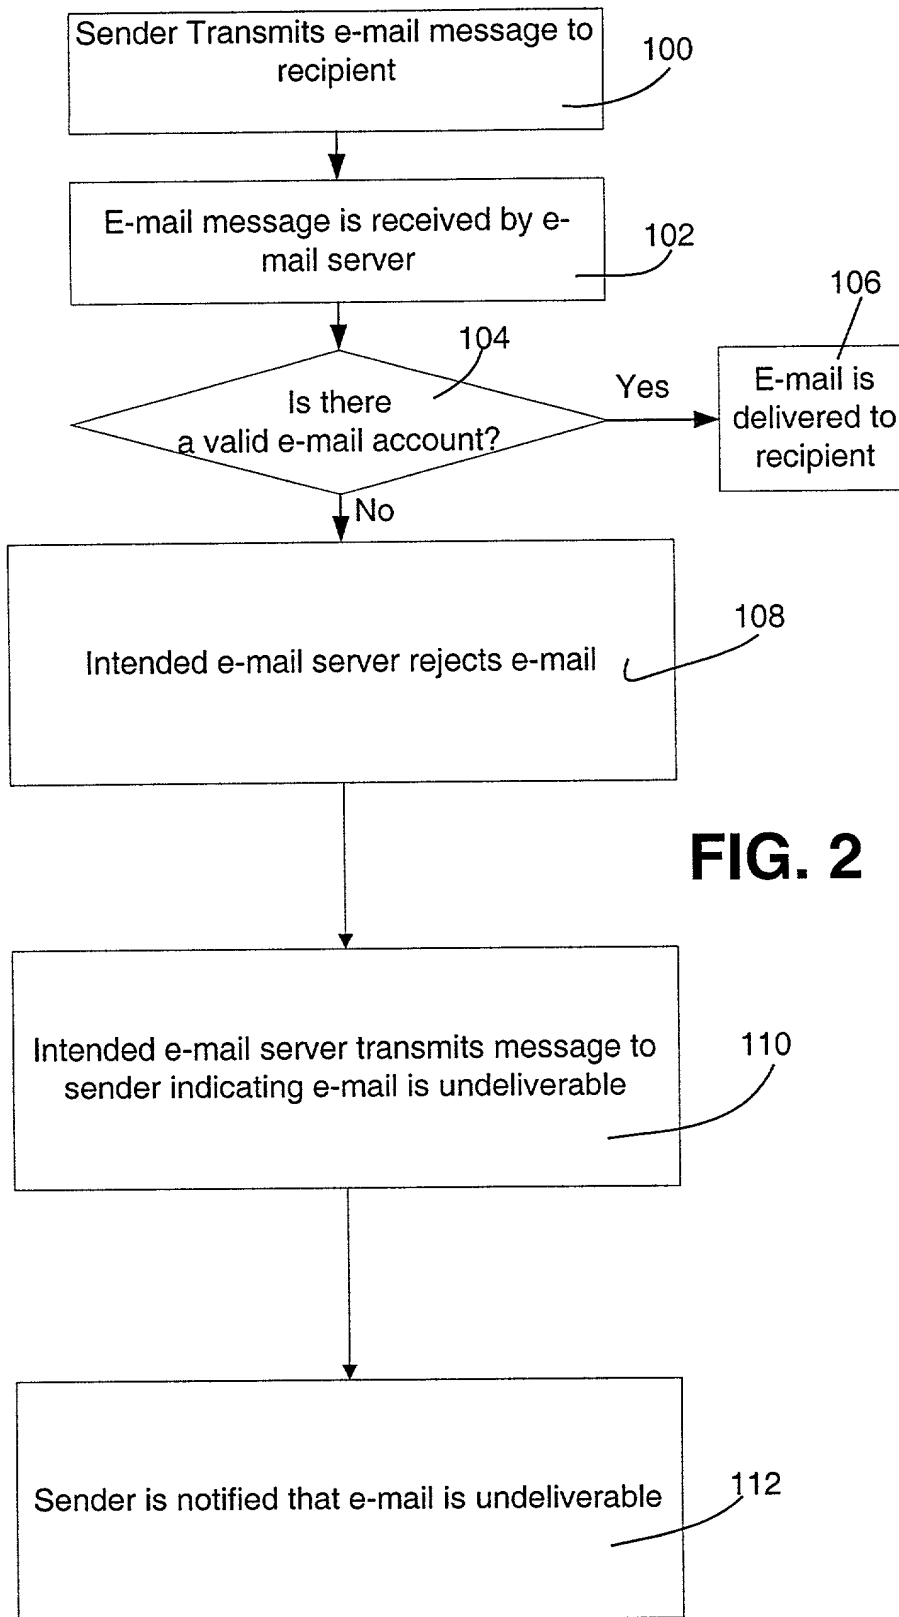 Sender Transmits e-mail message to
recipient
100
E-mail message is received by e-
mail server
102
104
Is there
a valid e-mail account?
Yes
106
E-mail is
delivered to
recipient
No
Intended e-mail server rejects e-mail
108
FIG. 2
Intended e-mail server transmits message to
sender indicating e-mail is undeliverable
110
Sender is notified that e-mail is undeliverable
112